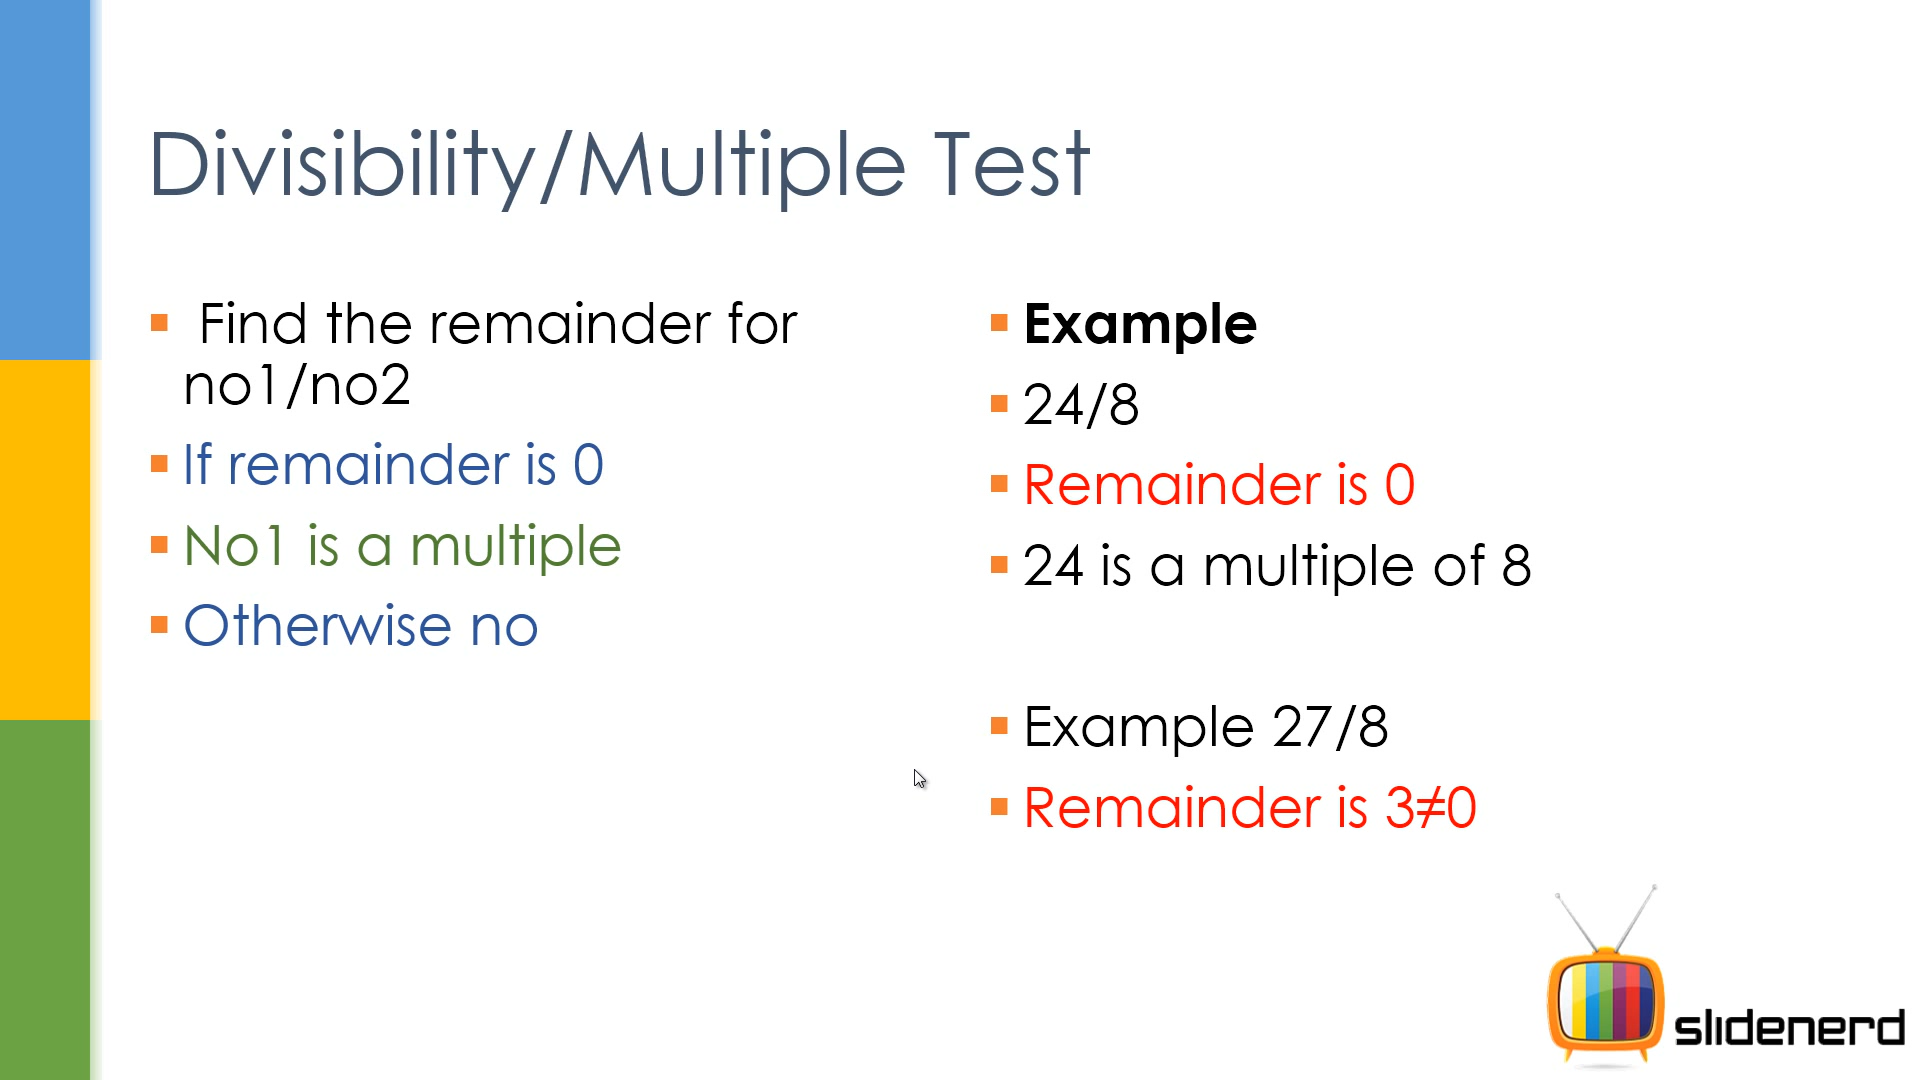 Divisibility/Multiple Test
Find the remainder for
no1/no2
If remainder is 0
No1 is a multiple
Otherwise no
Example
24/8
Remainder is 0
24 is a multiple of 8
Example 27/8
Remainder is 3≠0
slidenerd